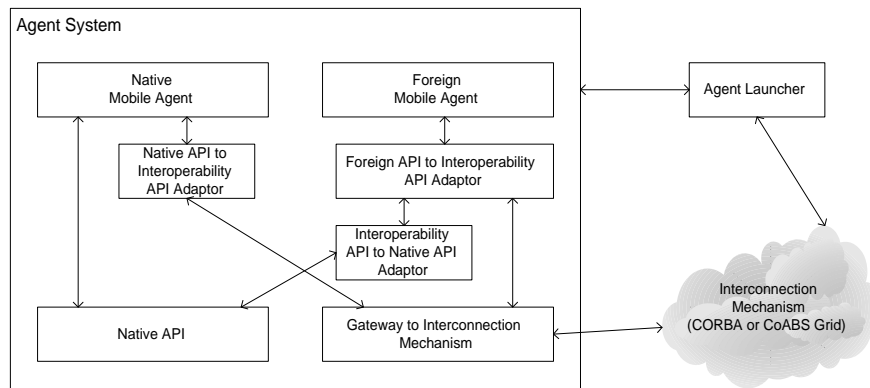 Agent System
Native
Mobile Agent
Foreign
Mobile Agent
Agent Launcher
Native API to
Interoperability
API Adaptor
Foreign API to Interoperability
API Adaptor
Interoperability
API to Native API
Adaptor
Native API
Gateway to Interconnection
Mechanism
Interconnection
Mechanism
(CORBA or CoABS Grid)